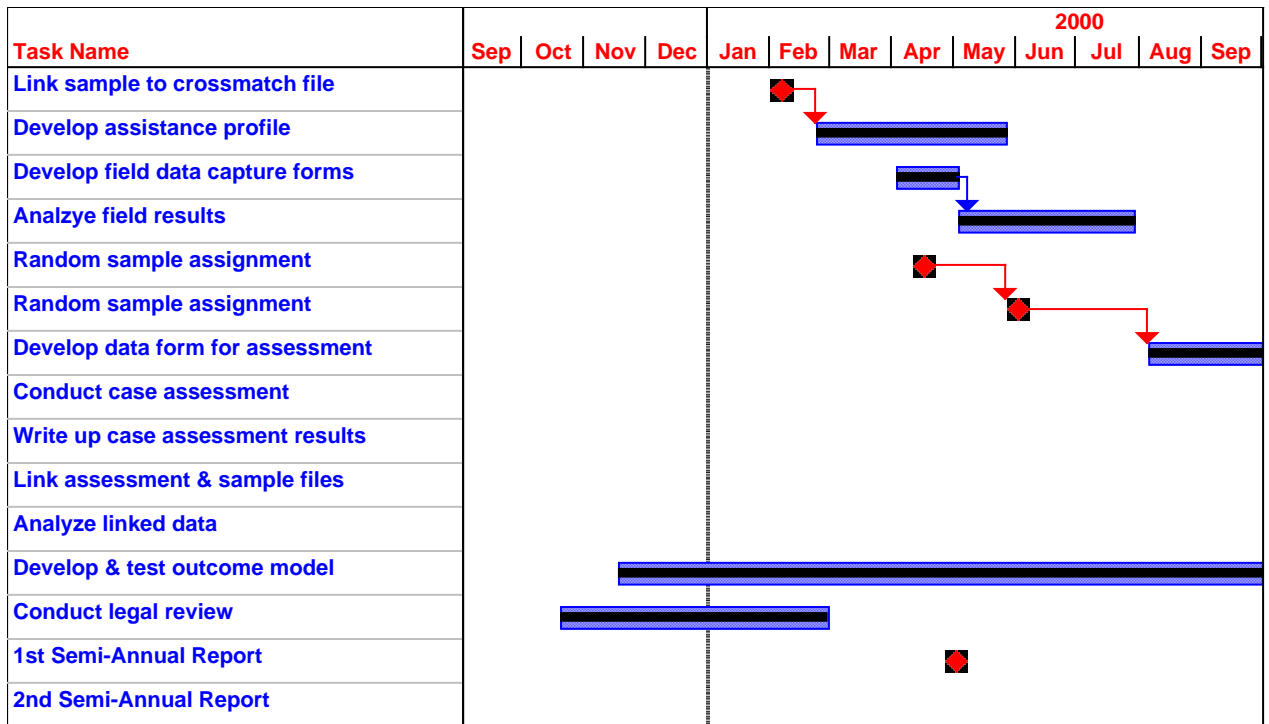 2000
Task Name Sep Oct Nov Dec Jan Feb Mar Apr May Jun Jul Aug Sep
Link sample to crossmatch file
Develop assistance profile
Develop field data capture forms
Analzye field results
Random sample assignment
Random sample assignment
Develop data form for assessment
Conduct case assessment
Write up case assessment results
Link assessment & sample files
Analyze linked data
Develop & test outcome model
Conduct legal review
1st Semi-Annual Report
2nd Semi-Annual Report